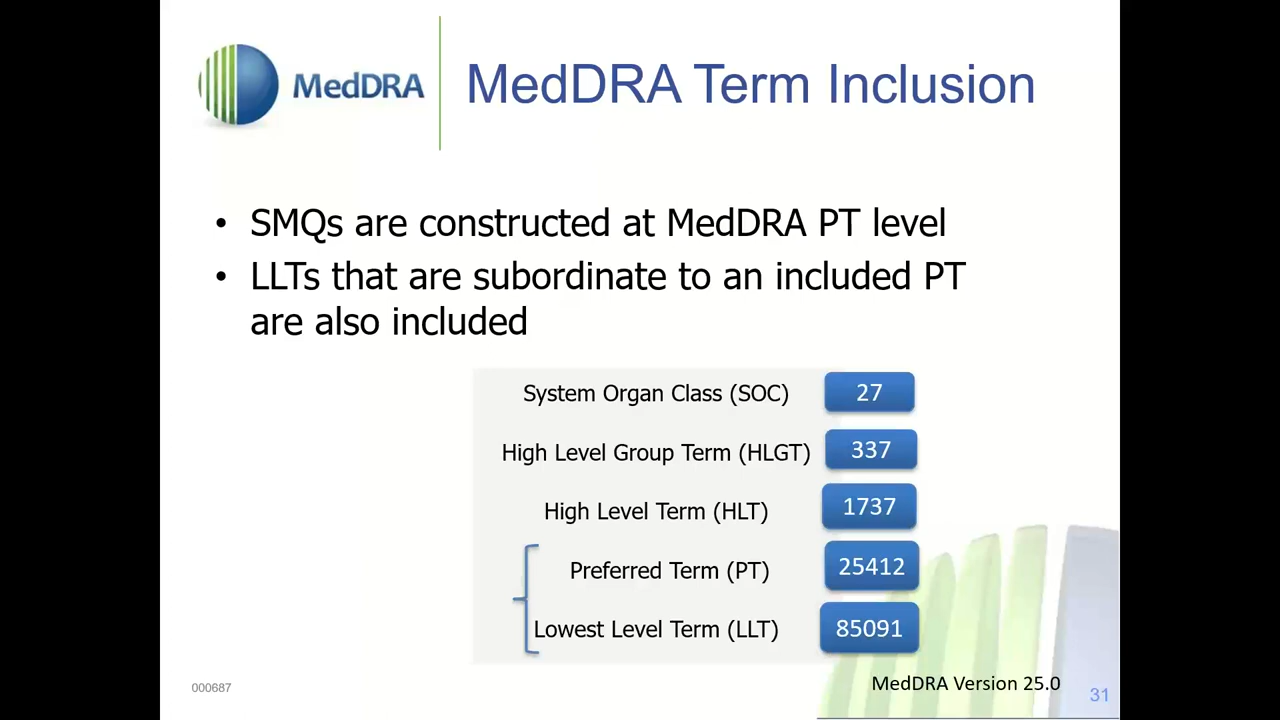 MedDRA
MedDRA Term Inclusion
• SMQs are constructed at MedDRA PT level
• LLTs that are subordinate to an included PT
are also included
System Organ Class (SOC) 27
High Level Group Term (HLGT) 337
High Level Term (HLT) 1737
Preferred Term (PT) 25412
Lowest Level Term (LLT) 85091
000687
MedDRA Version 25.0
31